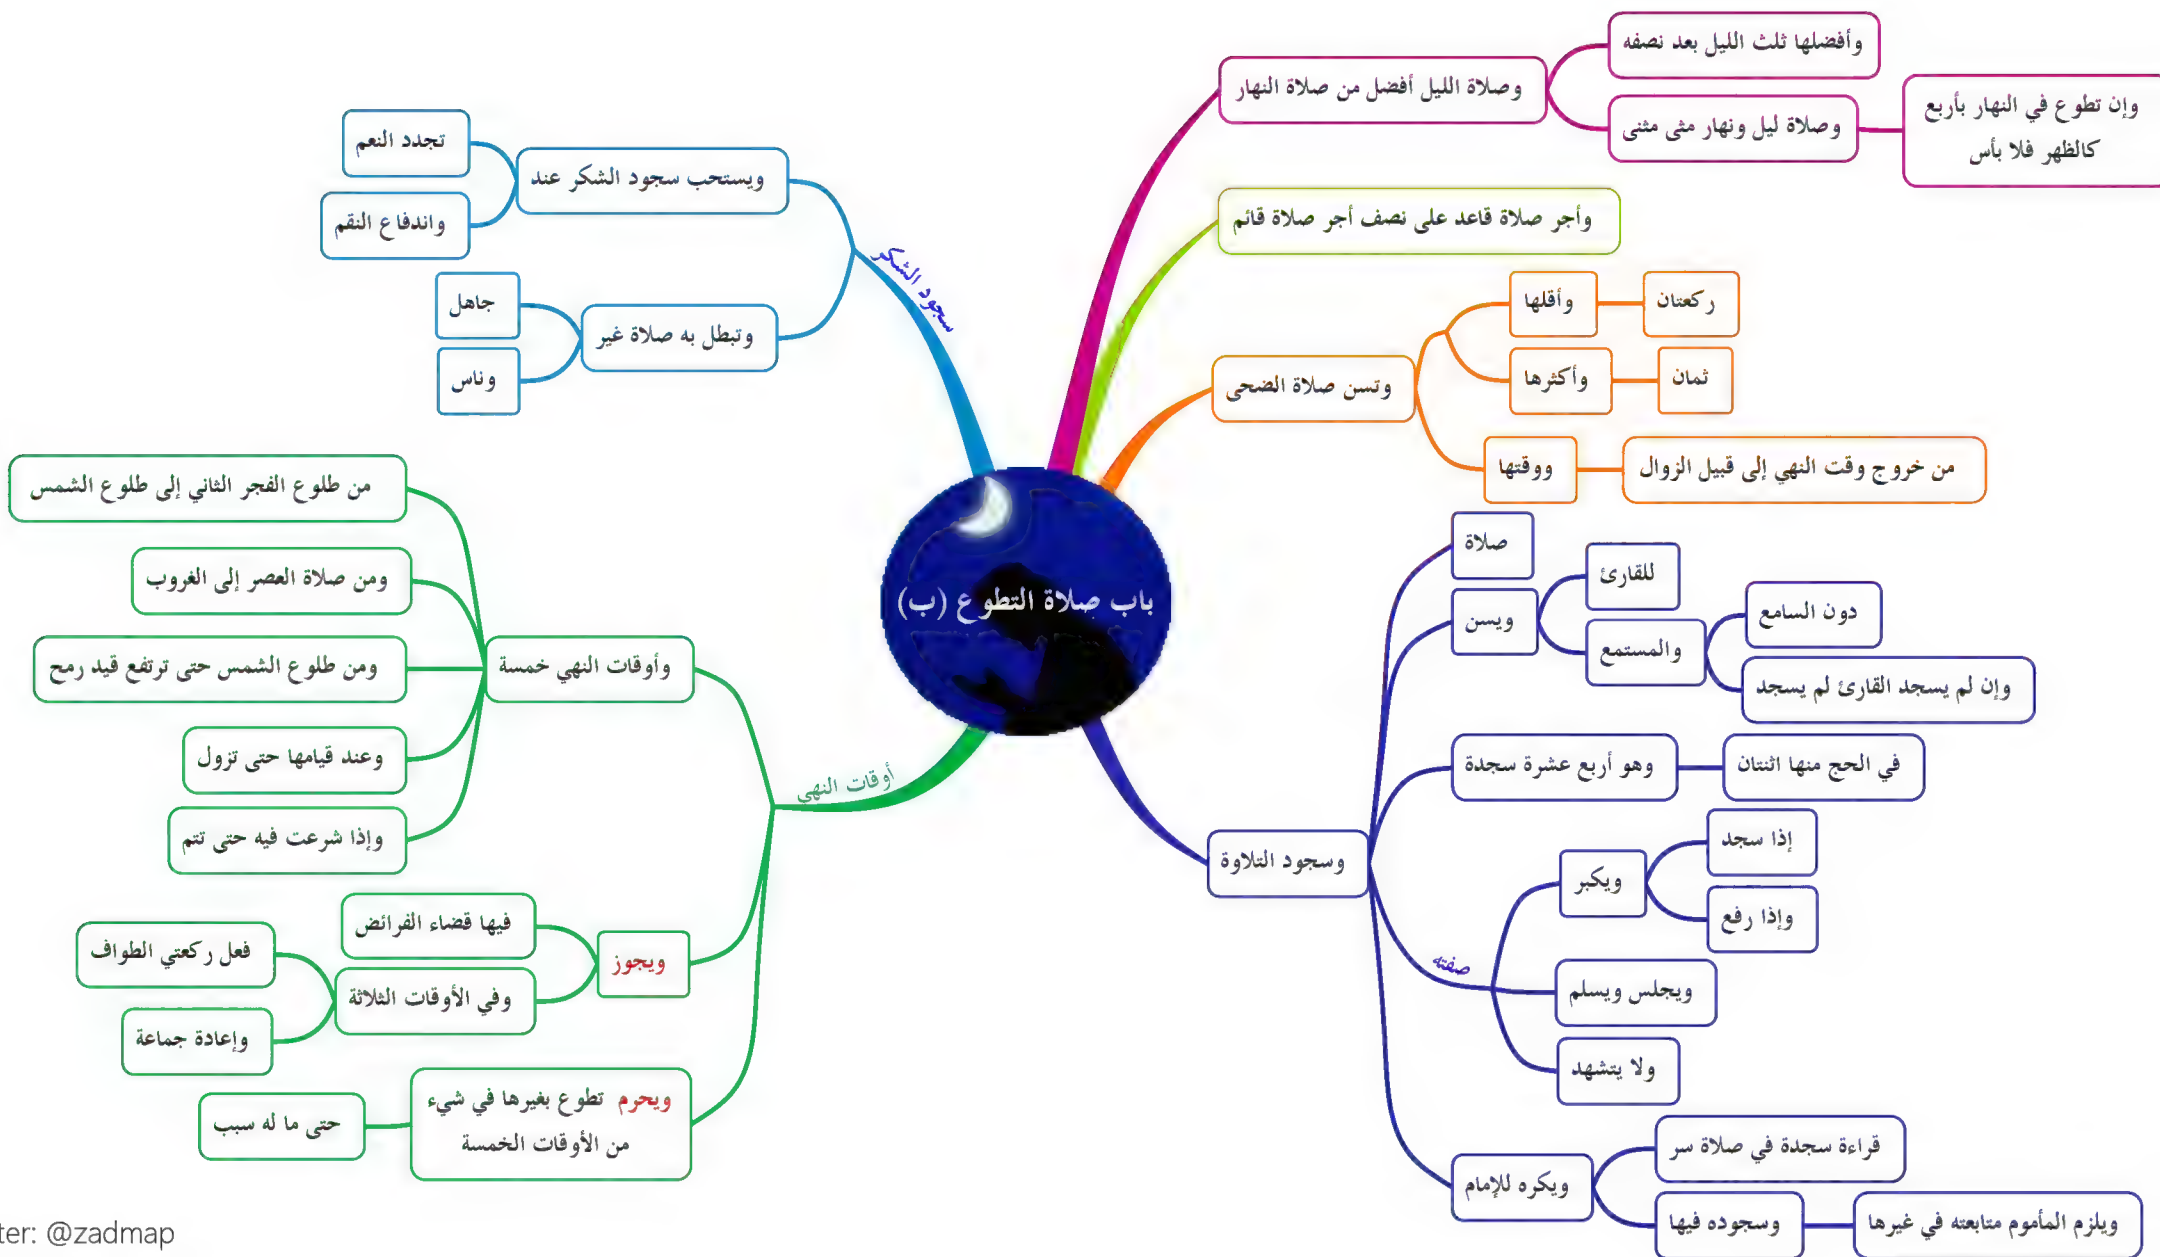 باب صلاة التطوع (ب)
وصلاة الليل أفضل من صلاة النهار
وأفضلها ثلث الليل بعد نصفه
وصلاة ليل ونهار مثى مثنى
وإن تطوع في النهار بأربع
كالظهر فلا بأس
وأجر صلاة قاعد على نصف أجر صلاة قائم
وتسن صلاة الضحى
وأقلها
ركعتان
وأكثرها
ثمان
ووقتها
من خروج وقت النهي إلى قبيل الزوال
وسجود التلاوة
صلاة
ويسن
للقارئ
والمستمع
دون السامع
وإن لم يسجد القارئ لم يسجد
وهو أربع عشرة سجدة
في الحج منها اثنتان
صفته
ويكبر
إذا سجد
وإذا رفع
ويجلس ويسلم
ولا يتشهد
ويكره للإمام
قراءة سجدة في صلاة سر
وسجوده فيها
ويلزم المأموم متابعته في غيرها
سجود الشكر
ويستحب سجود الشكر عند
تجدد النعم
واندفاع النقم
وتبطل به صلاة غير
جاهل
وناس
أوقات النهي
وأوقات النهي خمسة
من طلوع الفجر الثاني إلى طلوع الشمس
ومن صلاة العصر إلى الغروب
ومن طلوع الشمس حتى ترتفع قيد رمح
وعند قيامها حتى تزول
وإذا شرعت فيه حتى تتم
ويجوز
فيها قضاء الفرائض
وفي الأوقات الثلاثة
فعل ركعتي الطواف
وإعادة جماعة
ويحرم تطوع بغيرها في شيء
من الأوقات الخمسة
حتى ما له سبب
ter: @zadmap